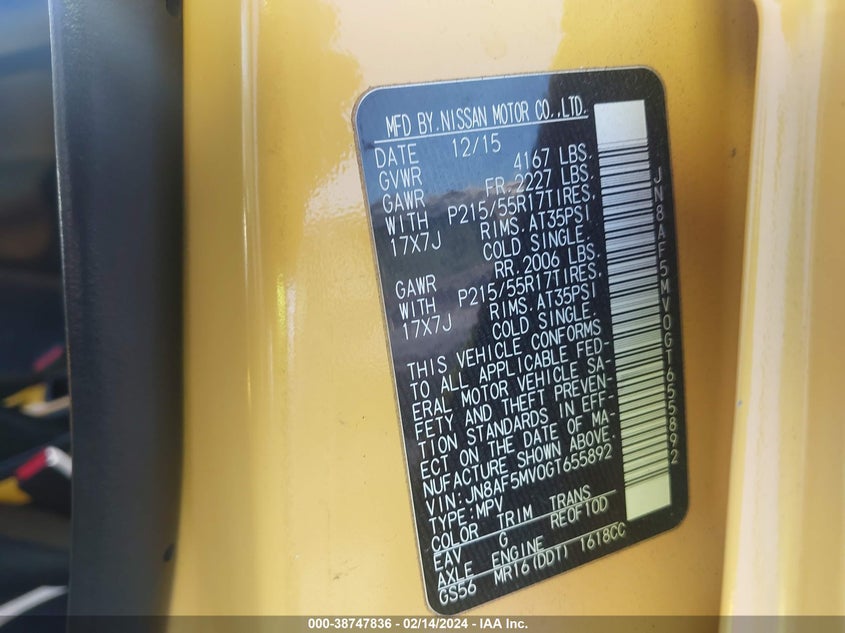 MFD BY.NISSAN MOTOR CO.,LTD.
DATE 12/15
GVWR 4167 LBS.
GAWR FR.2227 LBS.
WITH P215/55R17TIRES.
17X7J RIMS.AT35PSI
COLD SINGLE.
GAWR RR.2006 LBS.
WITH P215/55R17TIRES.
17X7J RIMS.AT35PSI
COLD SINGLE.
THIS VEHICLE CONFORMS
TO ALL APPLICABLE FED-
ERAL MOTOR VEHICLE SA-
FETY AND THEFT PREVEN-
TION STANDARDS IN EFF-
ECT ON THE DATE OF MA-
NUFACTURE SHOWN ABOVE.
VIN:JN8AF5MV0GT655892
TYPE:MPV
COLOR TRIM TRANS
EAV G RE0F10D
AXLE ENGINE
GS56 MR16(DDT) 1618CC
JN8AF5MV0GT655892
000-38747836 - 02/14/2024 - IAA Inc.